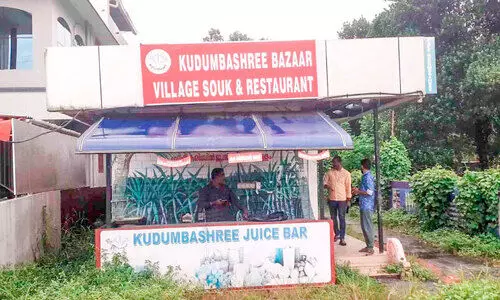 KUDUMBASHREE BAZAAR
VILLAGE SOUK & RESTAURANT
KUDUMBASHREE JUICE BAR